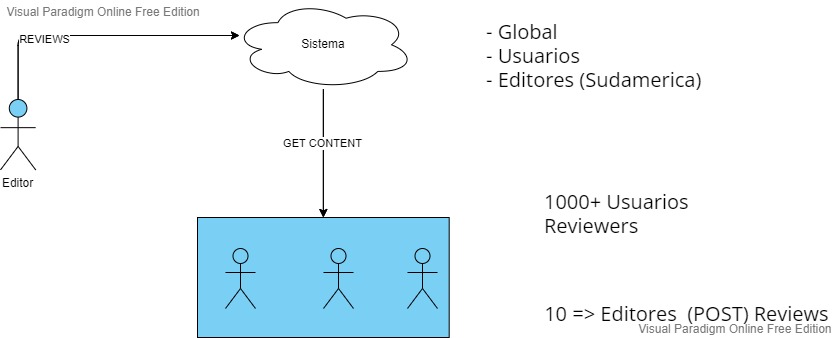 Visual Paradigm Online Free Edition
REVIEWS
Sistema
- Global
- Usuarios
- Editores (Sudamerica)
GET CONTENT
Editor
1000+ Usuarios
Reviewers
10 => Editores (POST) Reviews
Visual Paradigm Online Free Edition